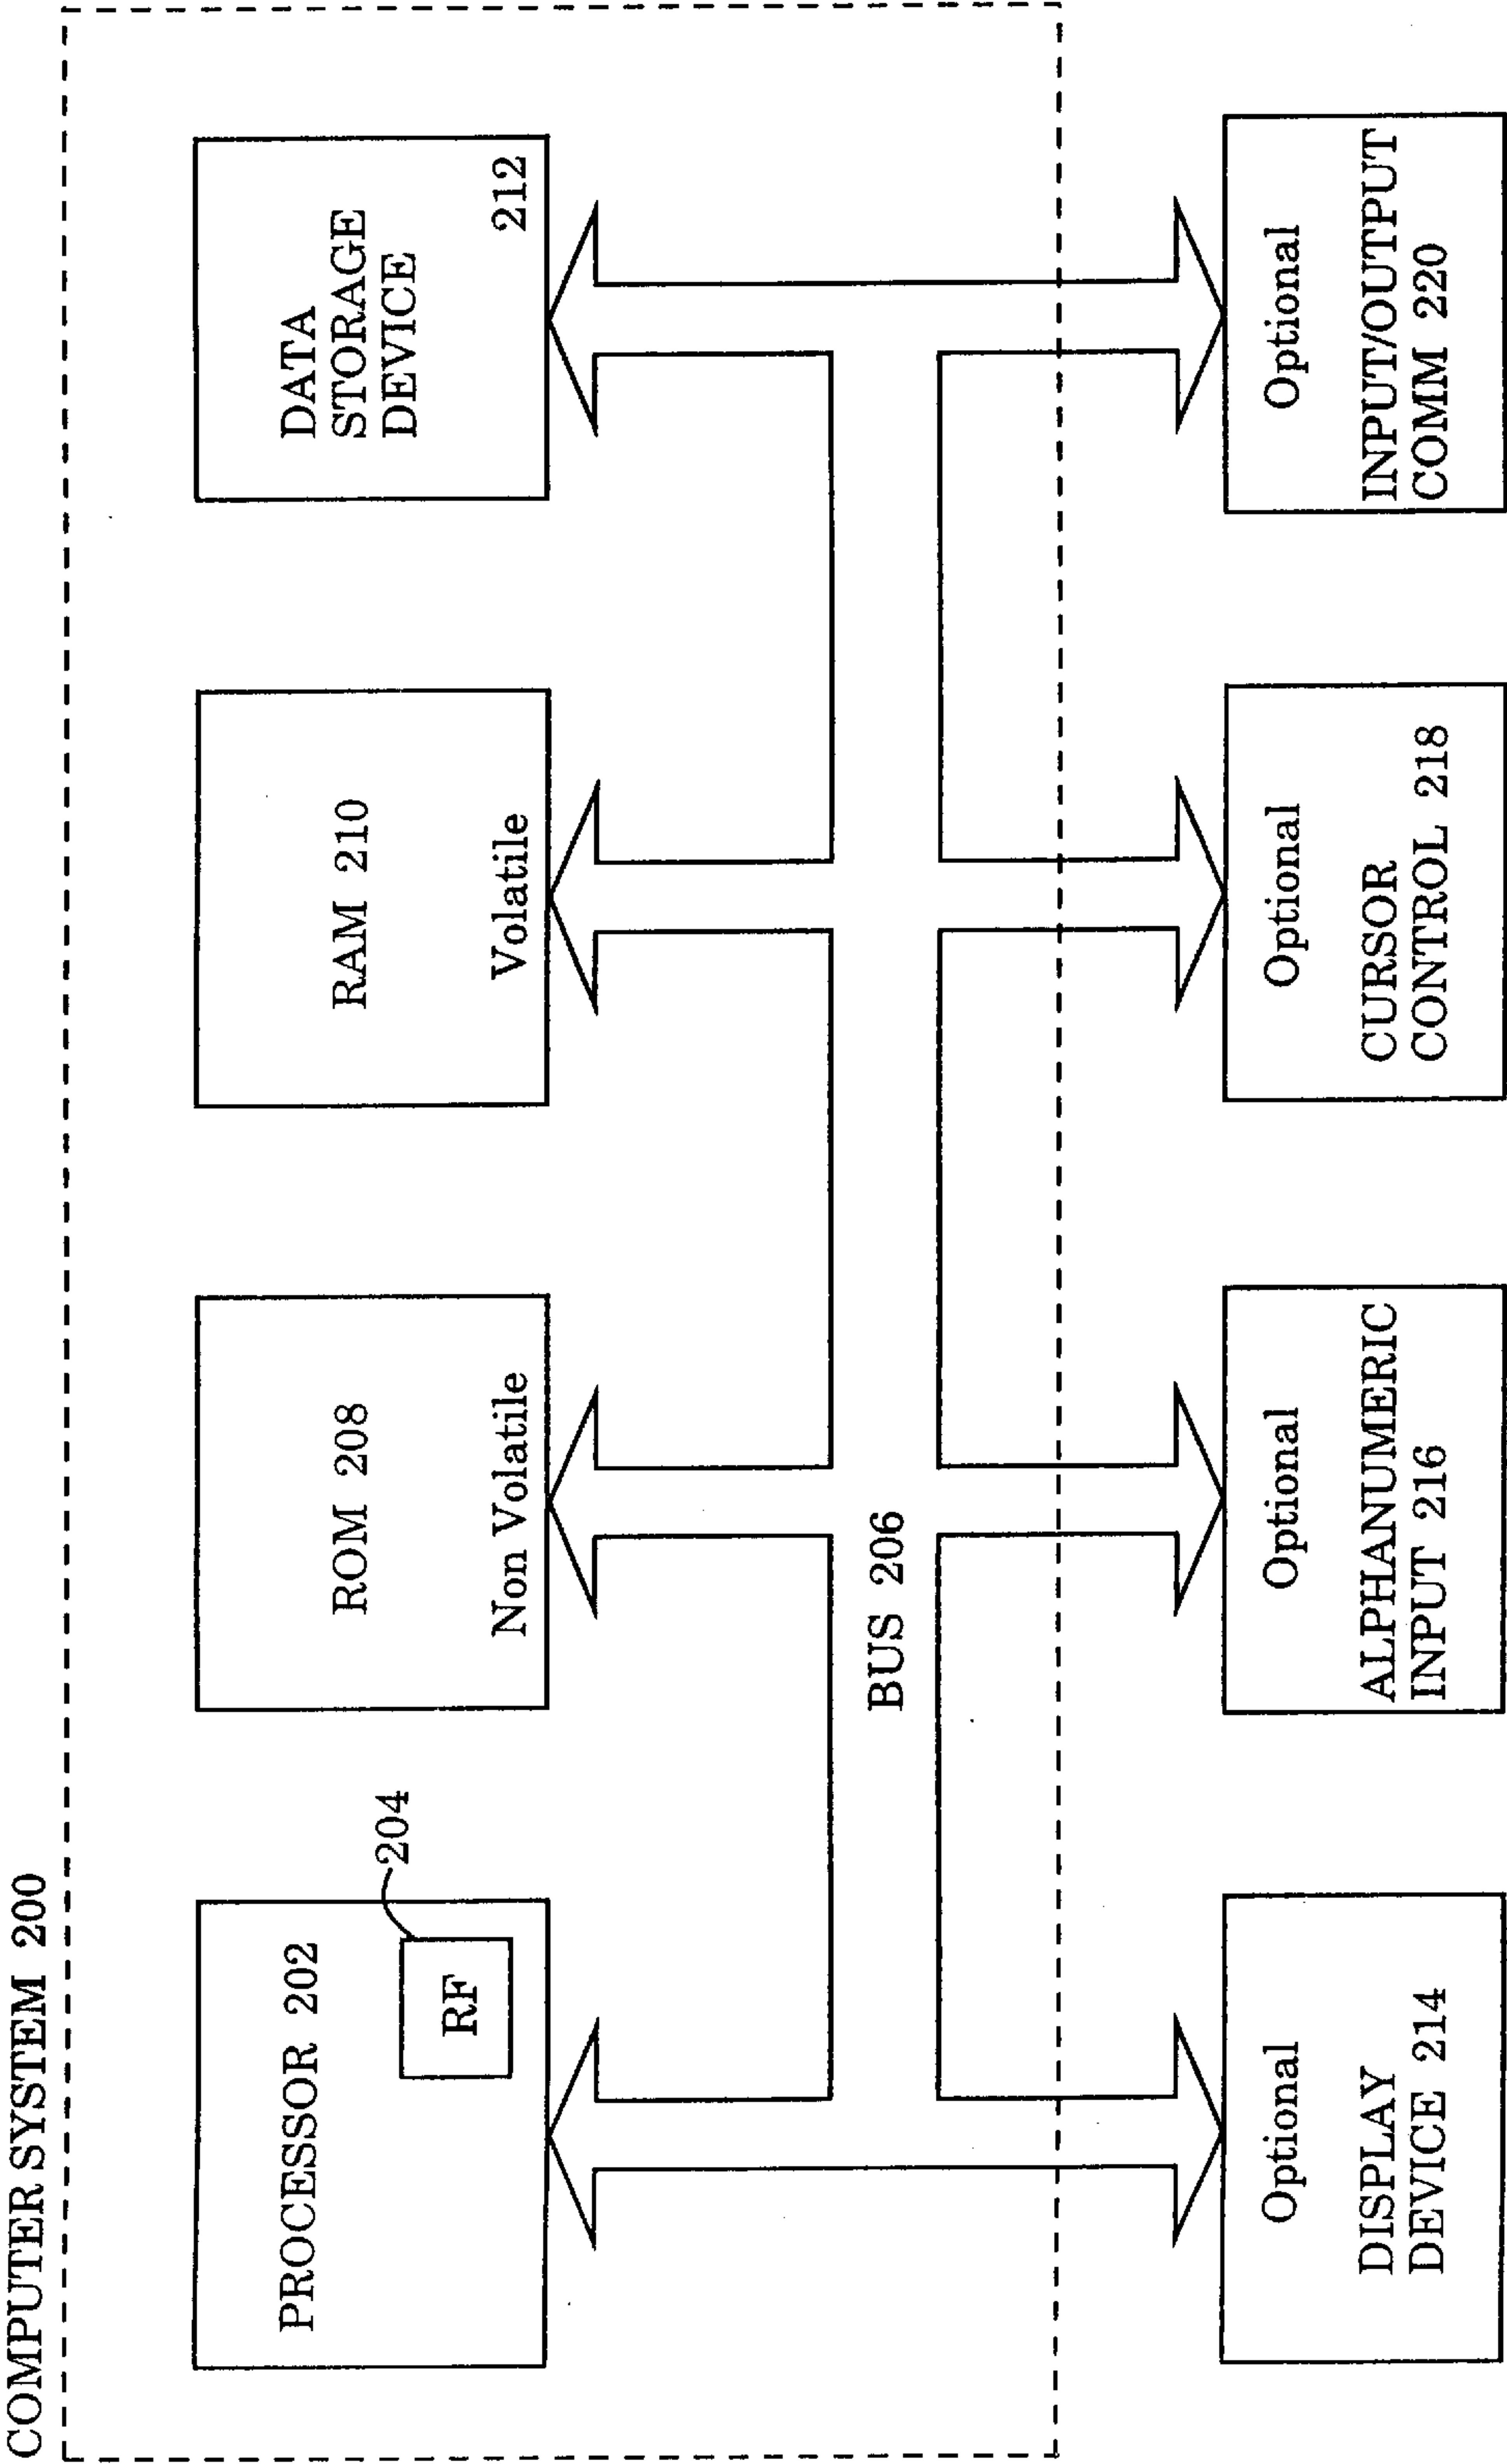 COMPUTER SYSTEM 200
PROCESSOR 202
204
RF
ROM 208
Non Volatile
RAM 210
Volatile
DATA
STORAGE
DEVICE
212
BUS 206
Optional
DISPLAY
DEVICE 214
Optional
ALPHANUMERIC
INPUT 216
Optional
CURSOR
CONTROL 218
Optional
INPUT/OUTPUT
COMM 220